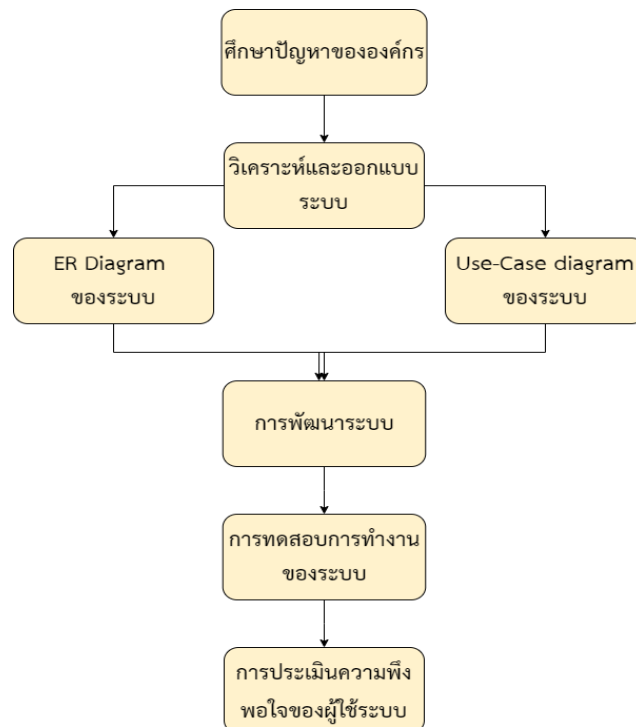 ศึกษาปัญหาขององค์กร
วิเคราะห์และออกแบบ
ระบบ
ER Diagram
ของระบบ
Use-Case diagram
ของระบบ
การพัฒนาระบบ
การทดสอบการทำงาน
ของระบบ
การประเมินความพึง
พอใจของผู้ใช้ระบบ